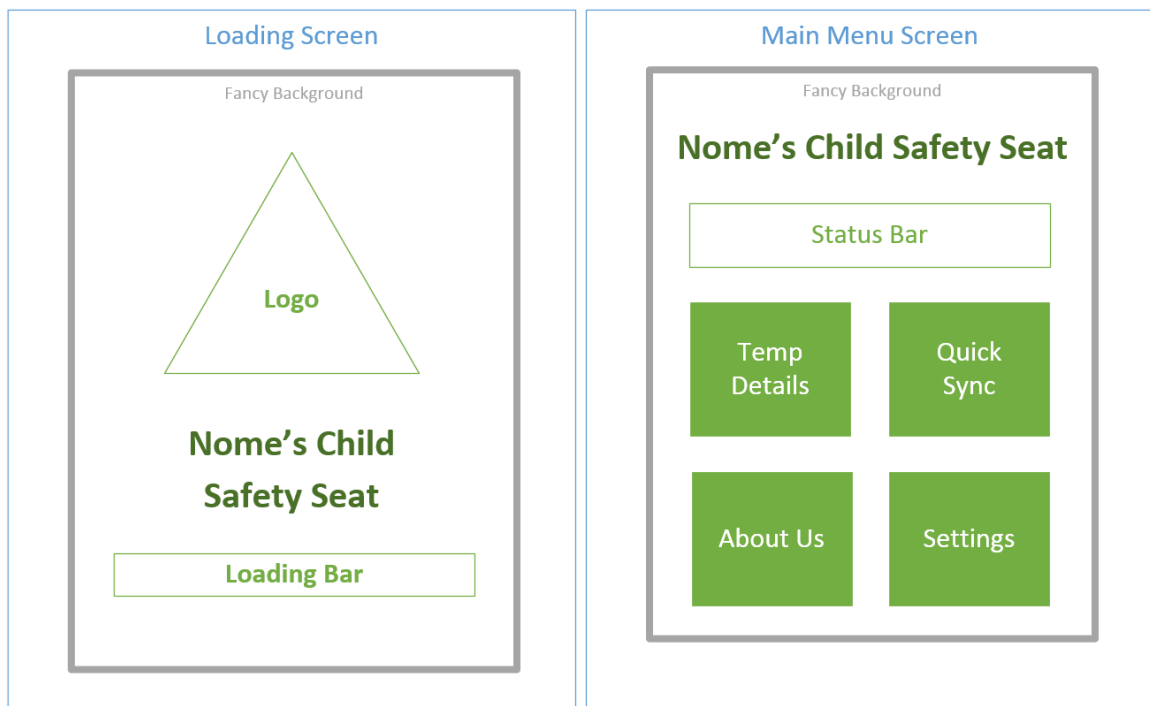 Loading Screen
Fancy Background
Logo
Nome’s Child
Safety Seat
Loading Bar
Main Menu Screen
Fancy Background
Nome’s Child Safety Seat
Status Bar
Temp
Details
Quick
Sync
About Us
Settings